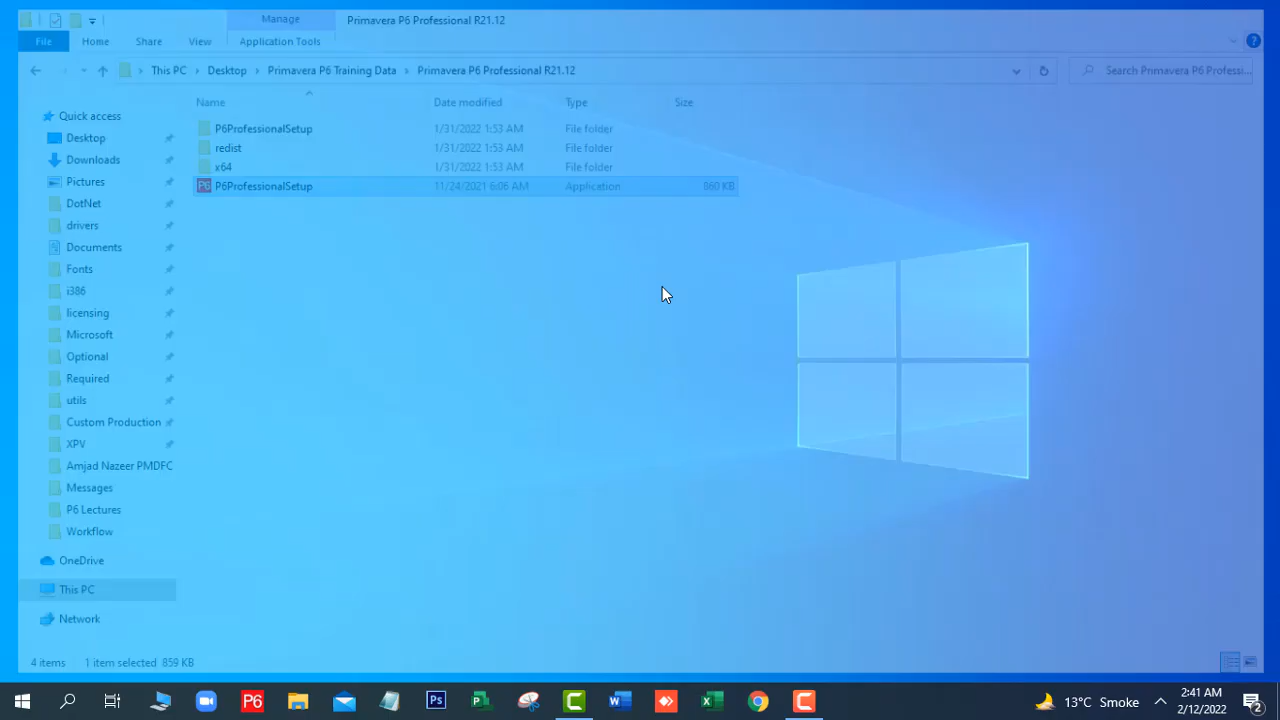 Manage
Primavera P6 Professional R21.12
File
Home
Share
View
Application Tools
This PC
Desktop
Primavera P6 Training Data
Primavera P6 Professional R21.12
Search Primavera P6 Professi...
Name
Date modified
Type
Size
P6ProfessionalSetup
1/31/2022 1:53 AM
File folder
redist
1/31/2022 1:53 AM
File folder
x64
1/31/2022 1:53 AM
File folder
P6ProfessionalSetup
11/24/2021 6:06 AM
Application
860 KB
Quick access
Desktop
Downloads
Pictures
DotNet
drivers
Documents
Fonts
i386
licensing
Microsoft
Optional
Required
utils
Custom Production
XPV
Amjad Nazeer PMDFC
Messages
P6 Lectures
Workflow
OneDrive
This PC
Network
4 items
1 item selected 859 KB
P6
Ps
P
W
X
13°C Smoke
2:41 AM
2/12/2022
2